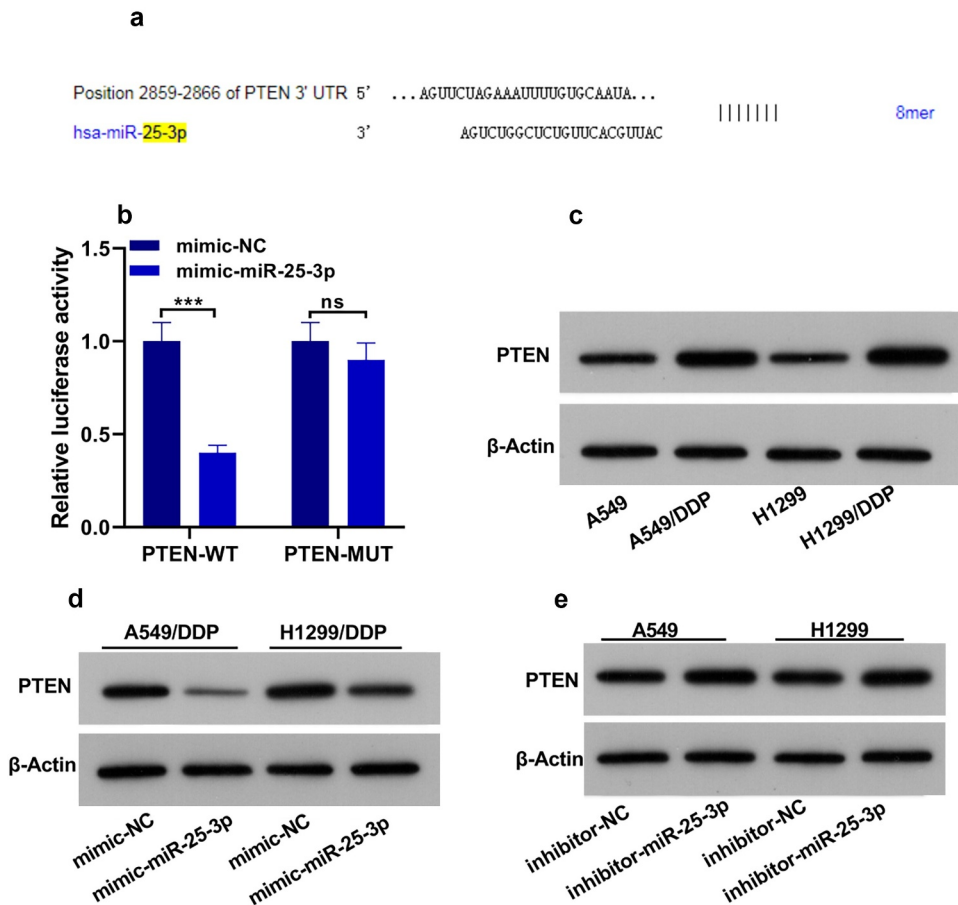 a
Position 2859-2866 of PTEN 3' UTR 5' ...AGUUCUAGAAAUUUUGUGCAAUA...
hsa-miR-25-3p 3' AGUCUGGCUCUGUUCACGUUAC
||||||| 8mer
b
mimic-NC
mimic-miR-25-3p
Relative luciferase activity
1.5
1.0
0.5
0.0
***
ns
PTEN-WT PTEN-MUT
c
PTEN
β-Actin
A549 A549/DDP H1299 H1299/DDP
d
A549/DDP H1299/DDP
PTEN
β-Actin
mimic-NC mimic-miR-25-3p mimic-NC mimic-miR-25-3p
e
A549 H1299
PTEN
β-Actin
inhibitor-NC inhibitor-miR-25-3p inhibitor-NC inhibitor-miR-25-3p